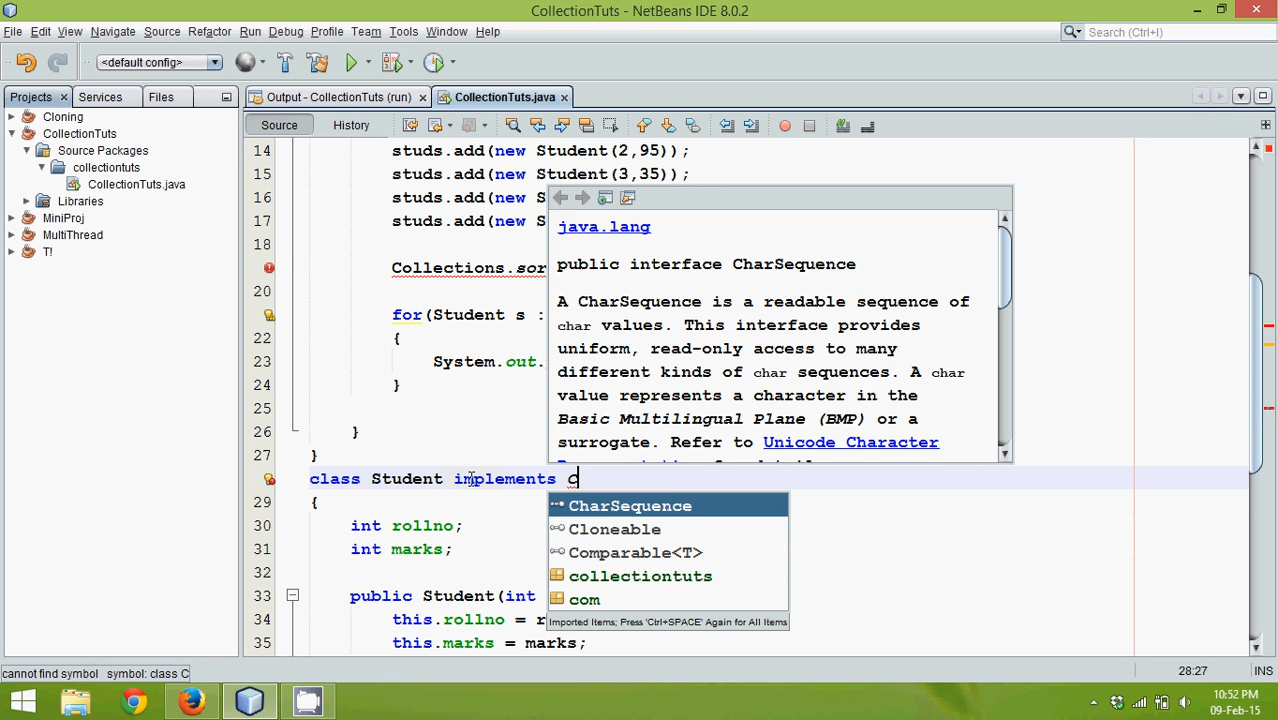 CollectionTuts - NetBeans IDE 8.0.2
File Edit View Navigate Source Refactor Run Debug Profile Team Tools Window Help
Search (Ctrl+I)
<default config>
Projects Services Files
Output - CollectionTuts (run) CollectionTuts.java
Source History
Cloning
CollectionTuts
Source Packages
collectiontuts
CollectionTuts.java
Libraries
MiniProj
MultiThread
T!
14 studs.add(new Student(2,95));
15 studs.add(new Student(3,35));
16 studs.add(new S
17 studs.add(new S
18
Collections.sor
20
for(Student s :
22 {
23 System.out.
24 }
25
26 }
27 }
class Student implements C
29 {
30 int rollno;
31 int marks;
32
33 public Student(int
34 this.rollno = r
35 this.marks = marks;
java.lang
public interface CharSequence
A CharSequence is a readable sequence of
char values. This interface provides
uniform, read-only access to many
different kinds of char sequences. A char
value represents a character in the
Basic Multilingual Plane (BMP) or a
surrogate. Refer to Unicode Character
CharSequence
Cloneable
Comparable<T>
collectiontuts
com
Imported Items; Press 'Ctrl+SPACE' Again for All Items
cannot find symbol symbol: class C
28:27 INS
10:52 PM
09-Feb-15